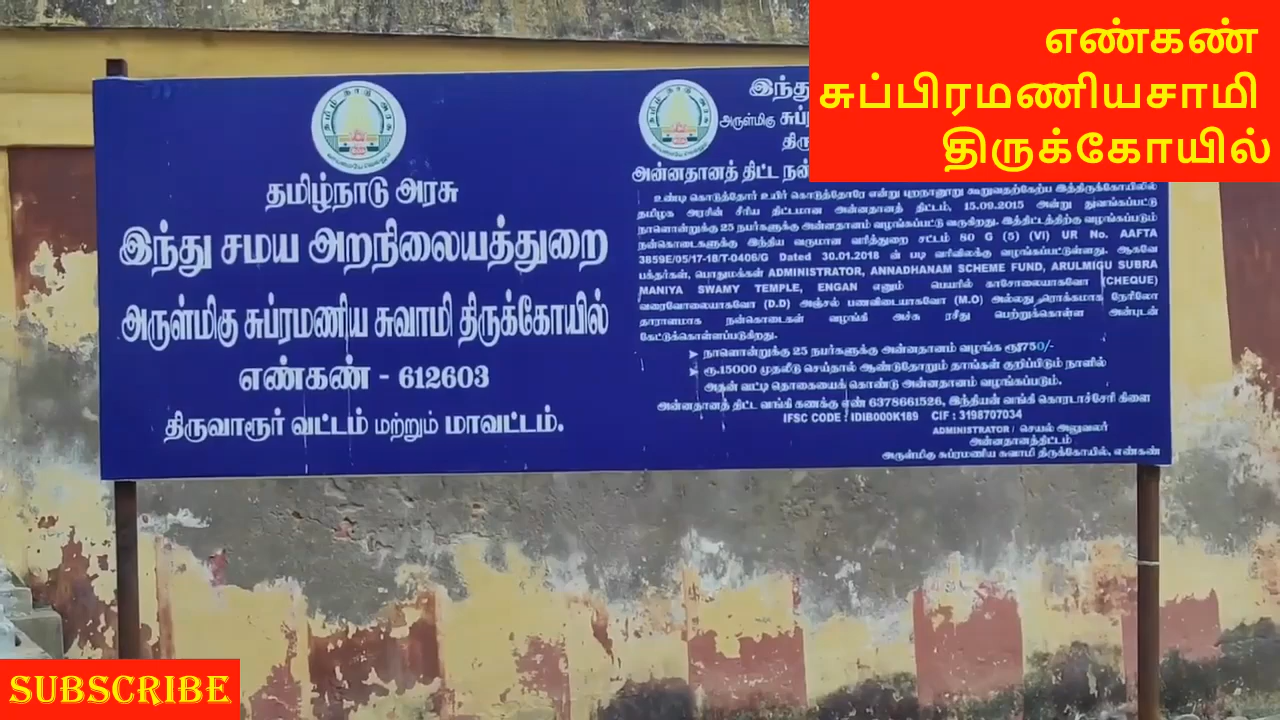 எண்கண்
சுப்பிரமணியசாமி
திருக்கோயில்
தமிழ்நாடு அரசு
இந்து சமய அறநிலையத்துறை
அருள்மிகு சுப்ரமணிய சுவாமி திருக்கோயில்
எண்கண் - 612603
திருவாரூர் வட்டம் மற்றும் மாவட்டம்.
இந்து
அருள்மிகு சுப்
திரு
அன்னதானத் திட்ட நன்
உண்டி கொடுத்தோர் உயிர் கொடுத்தோரே என்று புறநானூறு கூறுவதற்கேற்ப இத்திருக்கோயிலில்
தமிழக அரசின் சீரிய திட்டமான அன்னதானத் திட்டம், 15.09.2015 அன்று துவங்கப்பட்டு
நாளொன்றுக்கு 25 நபர்களுக்கு அன்னதானம் வழங்கப்பட்டு வருகிறது. இத்திட்டத்திற்கு வழங்கப்படும்
நன்கொடைகளுக்கு இந்திய வருமான வரித்துறை சட்டம் 80 G (5) (VI) UR No. AAFTA
3859E/05/17-18/T-0406/G Dated 30.01.2018 ன் படி வரிவிலக்கு வழங்கப்பட்டுள்ளது. ஆகவே
பக்தர்கள், பொதுமக்கள் ADMINISTRATOR, ANNADHANAM SCHEME FUND, ARULMIGU SUBRA
MANIYA SWAMY TEMPLE, ENGAN எனும் பெயரில் காசோலையாகவோ (CHEQUE)
வரைவோலையாகவோ (D.D) அஞ்சல் பணவிடையாகவோ (M.O) அல்லது ரொக்கமாக நேரிலோ
தாராளமாக நன்கொடைகள் வழங்கி அச்சு ரசீது பெற்றுக்கொள்ள அன்புடன்
கேட்டுக்கொள்ளப்படுகிறது.
➤ நாளொன்றுக்கு 25 நபர்களுக்கு அன்னதானம் வழங்க ரூ.750/-
➤ ரூ.15000 முதலீடு செய்தால் ஆண்டுதோறும் தாங்கள் குறிப்பிடும் நாளில்
அதன் வட்டி தொகையைக் கொண்டு அன்னதானம் வழங்கப்படும்.
அன்னதானத் திட்ட வங்கி கணக்கு எண் 6378661526, இந்தியன் வங்கி கொரடாச்சேரி கிளை
IFSC CODE : IDIB000K189 CIF : 3198707034
ADMINISTRATOR / செயல் அலுவலர்
அன்னதானத்திட்டம்
அருள்மிகு சுப்ரமணிய சுவாமி திருக்கோயில், எண்கண்
SUBSCRIBE